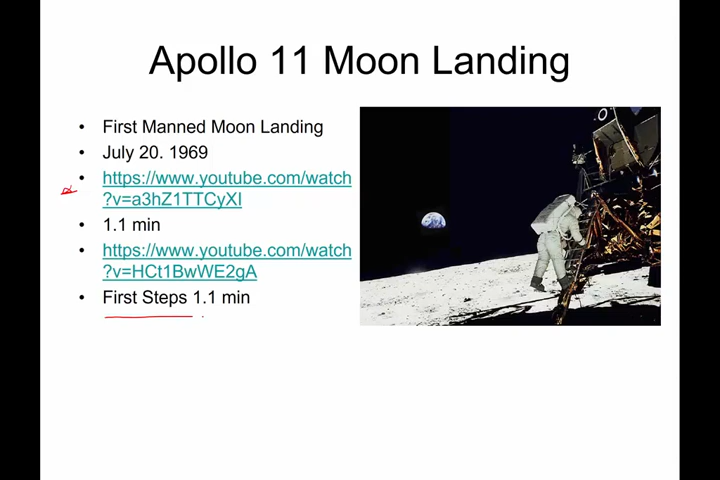 Apollo 11 Moon Landing
• First Manned Moon Landing
• July 20. 1969
• https://www.youtube.com/watch
?v=a3hZ1TTCyXI
• 1.1 min
• https://www.youtube.com/watch
?v=HCt1BwWE2gA
• First Steps 1.1 min